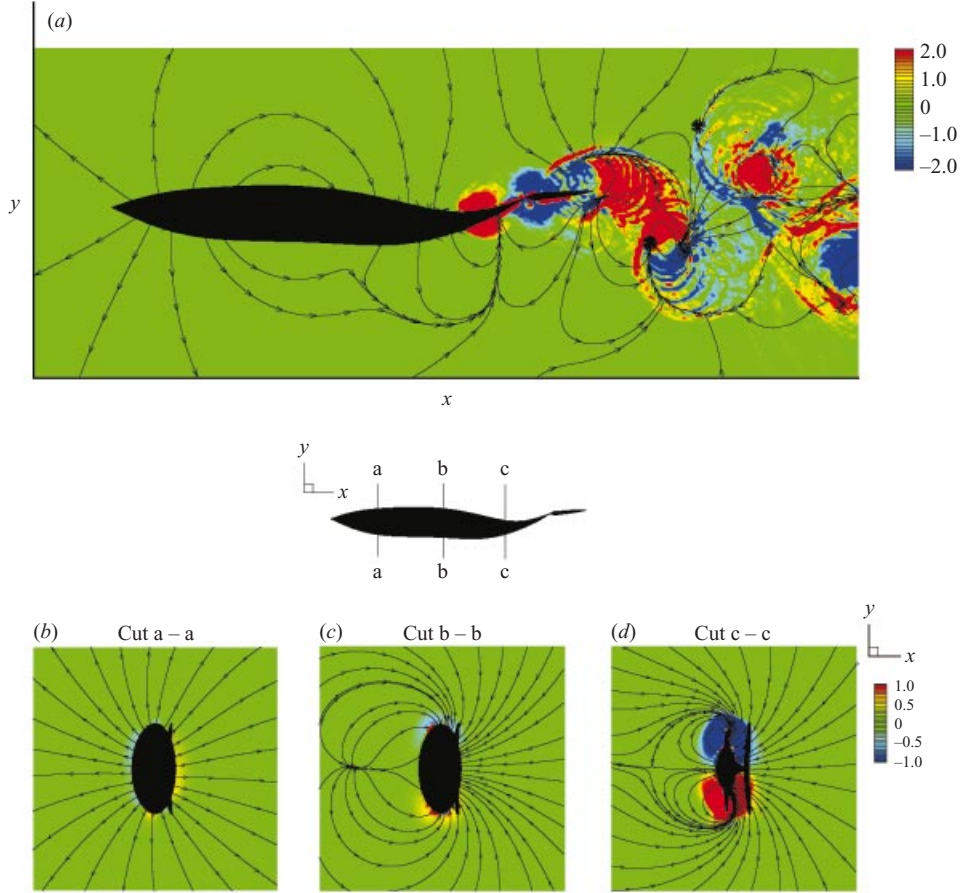 (a)
2.0
1.0
0
–1.0
–2.0
y
x
y
x
a b c
a b c
(b) Cut a – a
(c) Cut b – b
(d) Cut c – c
y
x
1.0
0.5
0
–0.5
–1.0